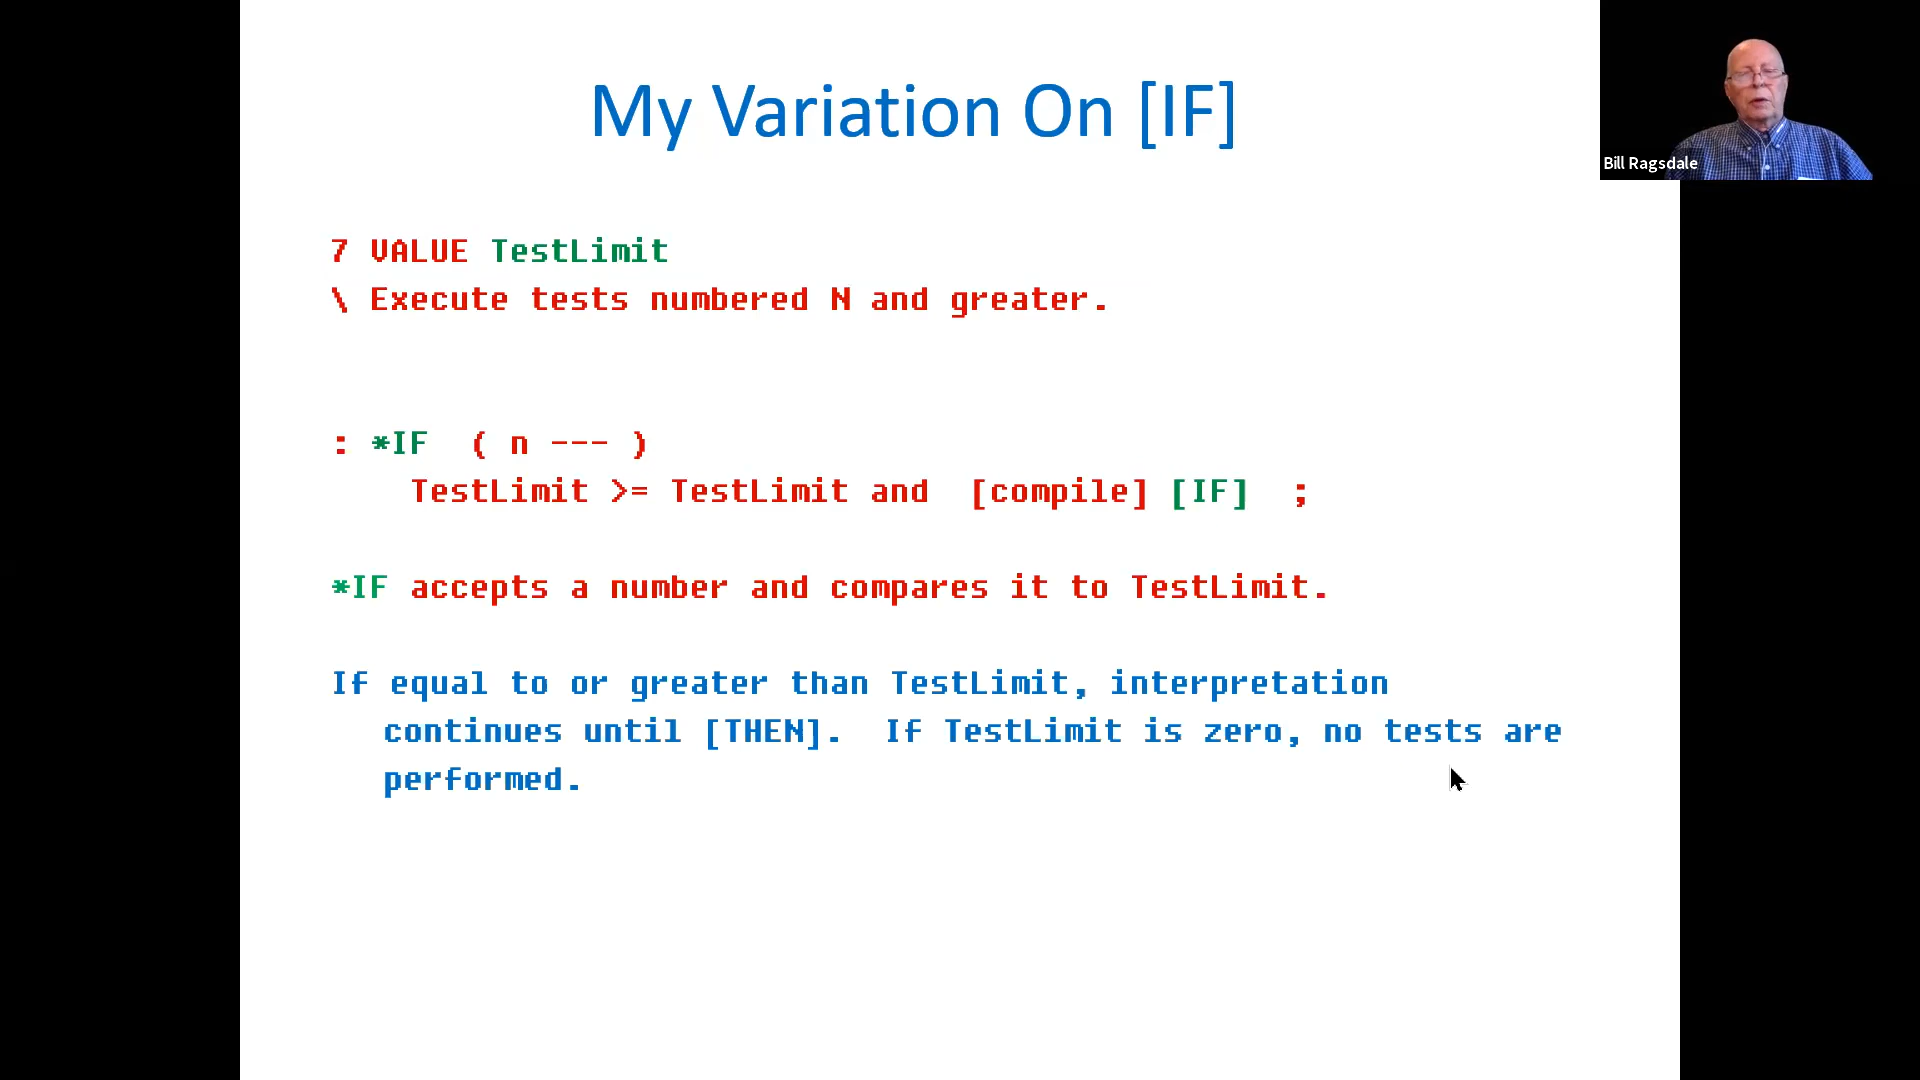 My Variation On [IF]
Bill Ragsdale
7 VALUE TestLimit
\ Execute tests numbered N and greater.
: *IF ( n --- )
TestLimit >= TestLimit and [compile] [IF] ;
*IF accepts a number and compares it to TestLimit.
If equal to or greater than TestLimit, interpretation
continues until [THEN]. If TestLimit is zero, no tests are
performed.